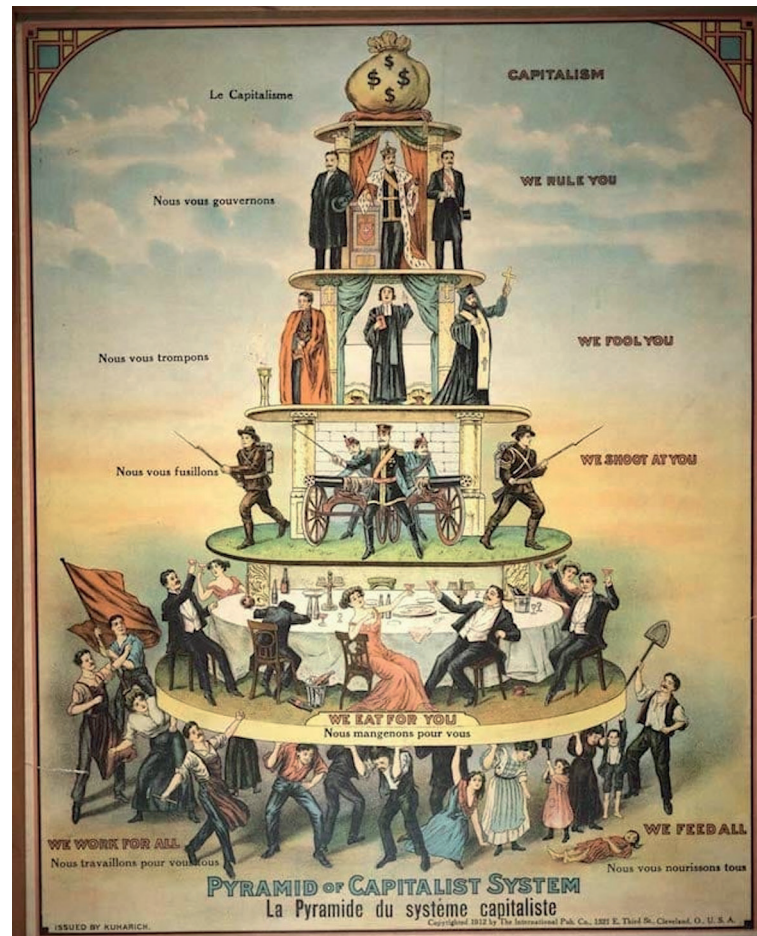 Le Capitalisme
CAPITALISM
$ $ $ $
Nous vous gouvernons
WE RULE YOU
Nous vous trompons
WE FOOL YOU
Nous vous fusillons
WE SHOOT AT YOU
WE EAT FOR YOU
Nous mangenons pour vous
WE WORK FOR ALL
Nous travaillons pour vous tous
WE FEED ALL
Nous vous nourissons tous
PYRAMID OF CAPITALIST SYSTEM
La Pyramide du système capitaliste
ISSUED BY KUHARICH.
Copyrighted 1912 by The International Pub. Co., 1321 E. Third St., Cleveland, O., U. S. A.